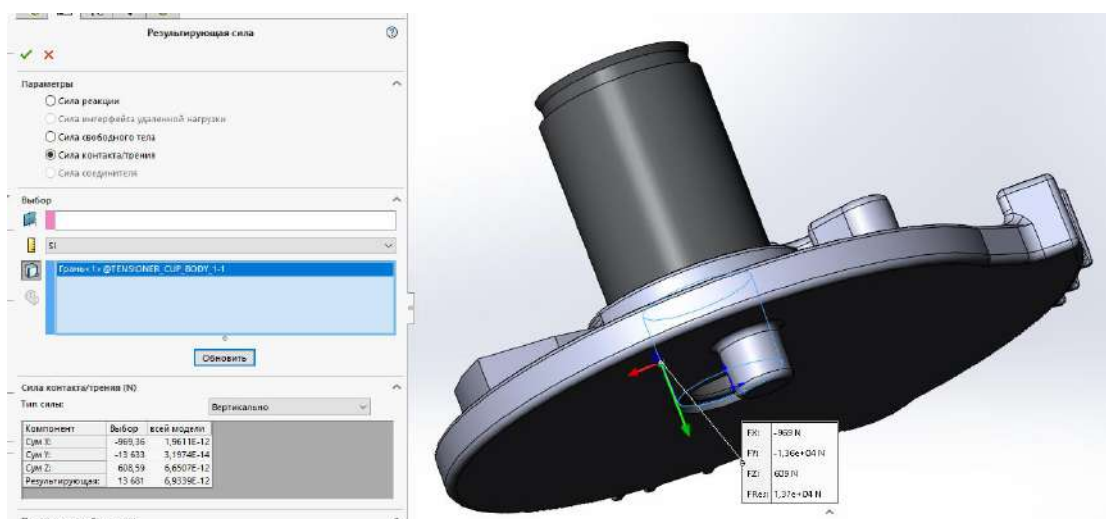 Результирующая сила
Параметры
Сила реакции
Сила интерфейса удаленной нагрузки
Сила свободного тела
Сила контакта/трения
Сила соединителя
Выбор
SI
Грань<1>@TENSIONER_CUP_BODY_1-1
Обновить
Сила контакта/трения (N)
Тип силы: Вертикально
Компонент Выбор всей модели
Сум X: -969,36 1,9611E-12
Сум Y: -13 633 3,1974E-14
Сум Z: 608,59 6,6507E-12
Результирующая: 13 681 6,9339E-12
FX: -969 N
FY: -1,36e+04 N
FZ: 609 N
FRез: 1,37e+04 N